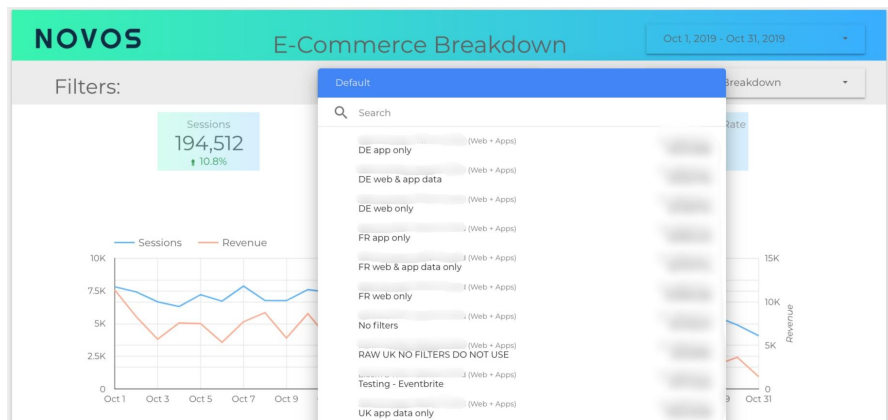 NOVOS
E-Commerce Breakdown
Oct 1, 2019 - Oct 31, 2019
Filters:
Default
Breakdown
Search
Sessions
194,512
10.8%
Rate
(Web + Apps)
DE app only
(Web + Apps)
DE web & app data
(Web + Apps)
DE web only
(Web + Apps)
FR app only
(Web + Apps)
FR web & app data only
(Web + Apps)
FR web only
(Web + Apps)
No filters
(Web + Apps)
RAW UK NO FILTERS DO NOT USE
(Web + Apps)
Testing - Eventbrite
(Web + Apps)
UK app data only
Sessions
Revenue
10K
7.5K
5K
2.5K
0
Oct 1
Oct 3
Oct 5
Oct 7
Oct 9
15K
10K
5K
0
Revenue
Oct 31